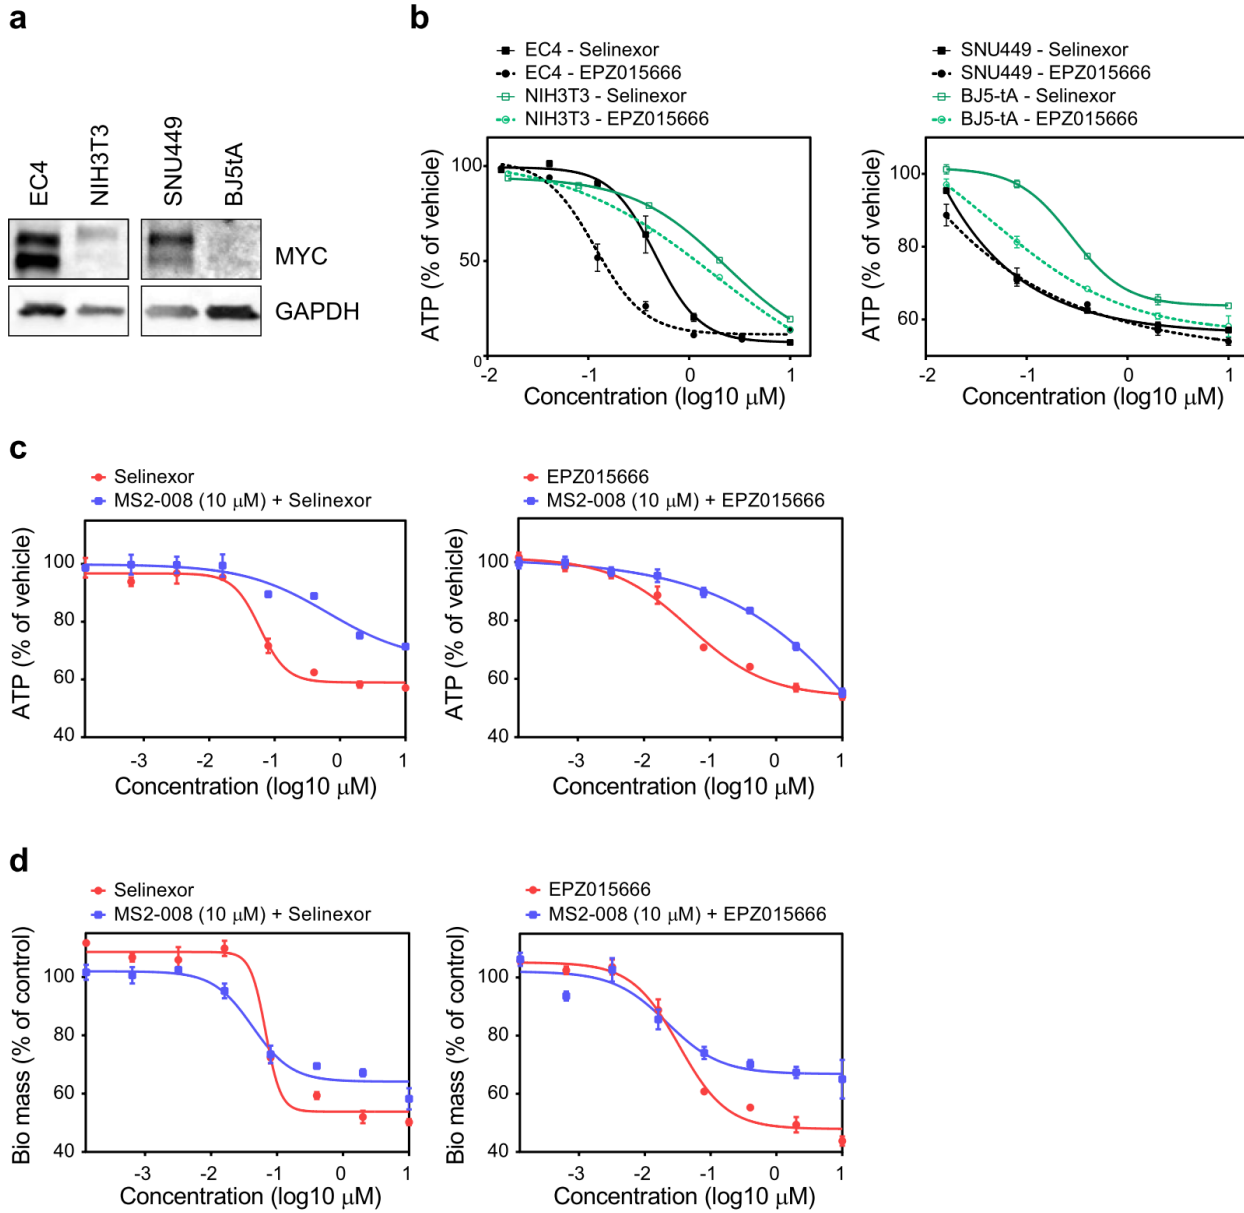 a
EC4
NIH3T3
SNU449
BJ5tA
MYC
GAPDH
b
EC4 - Selinexor
EC4 - EPZ015666
NIH3T3 - Selinexor
NIH3T3 - EPZ015666
ATP (% of vehicle)
100
50
0
-2 -1 0 1
Concentration (log10 μM)
SNU449 - Selinexor
SNU449 - EPZ015666
BJ5-tA - Selinexor
BJ5-tA - EPZ015666
ATP (% of vehicle)
100
80
60
-2 -1 0 1
Concentration (log10 μM)
c
Selinexor
MS2-008 (10 μM) + Selinexor
ATP (% of vehicle)
100
80
60
40
-3 -2 -1 0 1
Concentration (log10 μM)
EPZ015666
MS2-008 (10 μM) + EPZ015666
ATP (% of vehicle)
100
80
60
40
-3 -2 -1 0 1
Concentration (log10 μM)
d
Selinexor
MS2-008 (10 μM) + Selinexor
Bio mass (% of control)
100
80
60
40
-3 -2 -1 0 1
Concentration (log10 μM)
EPZ015666
MS2-008 (10 μM) + EPZ015666
Bio mass (% of control)
100
80
60
40
-3 -2 -1 0 1
Concentration (log10 μM)